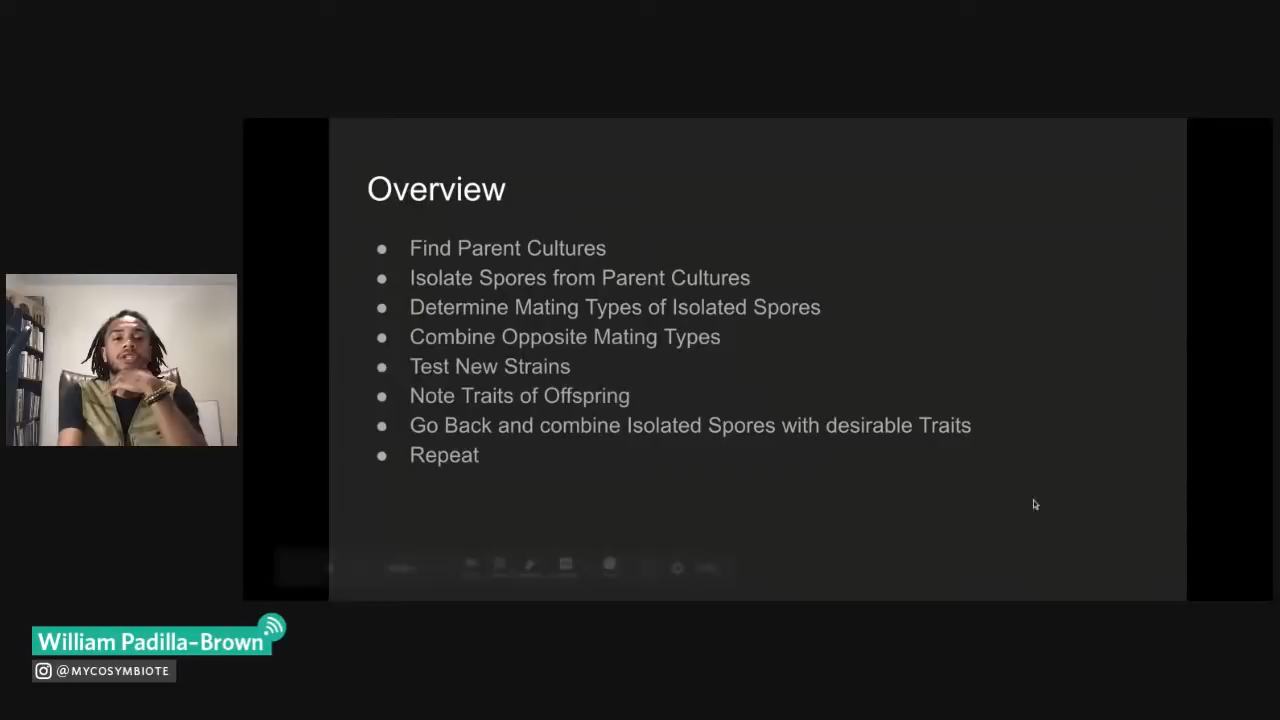 Overview
● Find Parent Cultures
● Isolate Spores from Parent Cultures
● Determine Mating Types of Isolated Spores
● Combine Opposite Mating Types
● Test New Strains
● Note Traits of Offspring
● Go Back and combine Isolated Spores with desirable Traits
● Repeat
William Padilla-Brown
@MYCOSYMBIOTE